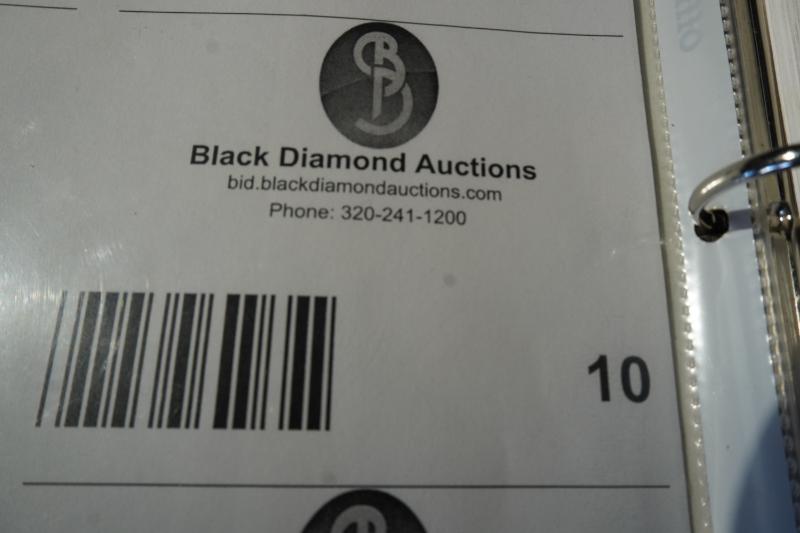 Black Diamond Auctions
bid.blackdiamondauctions.com
Phone: 320-241-1200
10